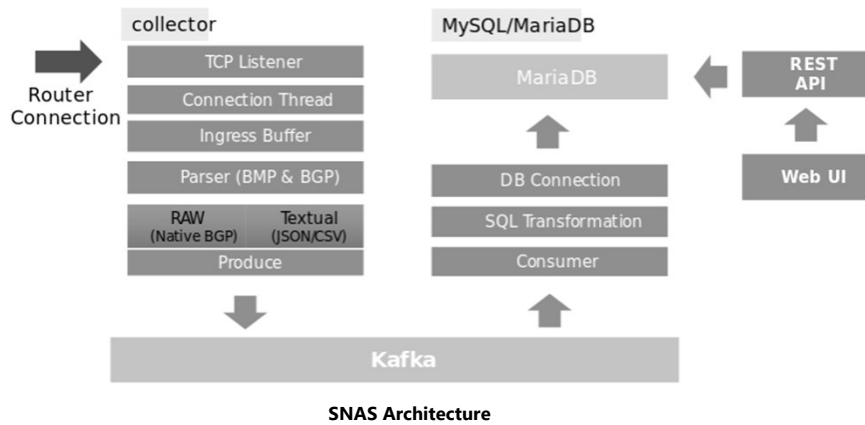 collector
Router
Connection
TCP Listener
Connection Thread
Ingress Buffer
Parser (BMP & BGP)
RAW
(Native BGP)
Textual
(JSON/CSV)
Produce
MySQL/MariaDB
MariaDB
DB Connection
SQL Transformation
Consumer
REST
API
Web UI
Kafka
SNAS Architecture